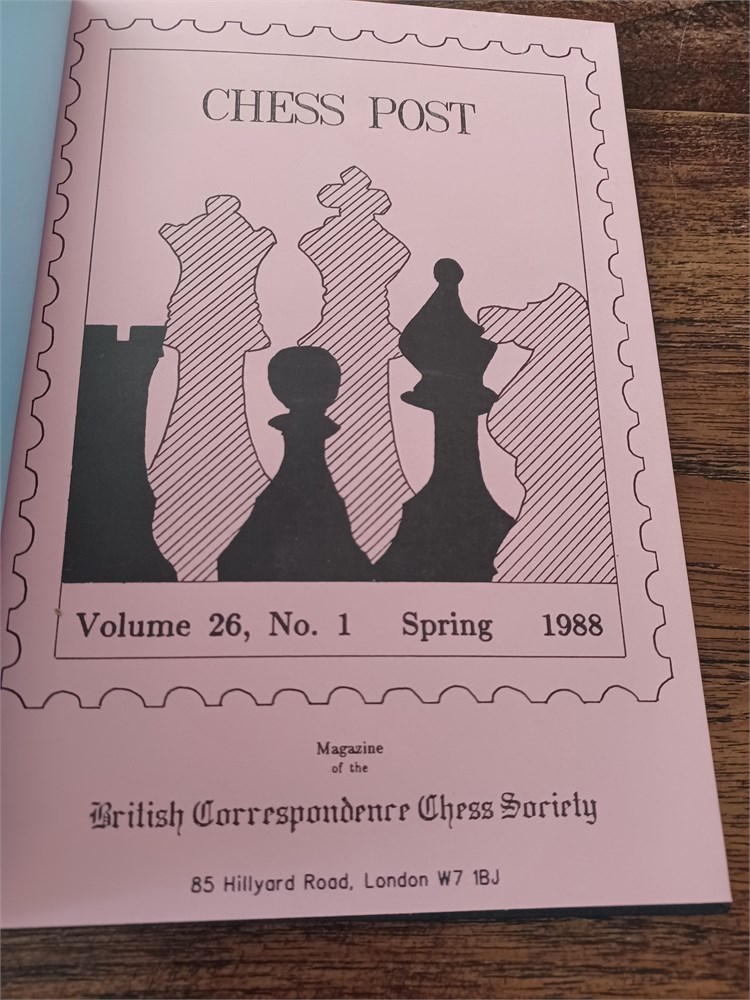 CHESS POST
Volume 26, No. 1 Spring 1988
Magazine
of the
British Correspondence Chess Society
85 Hillyard Road, London W7 1BJ